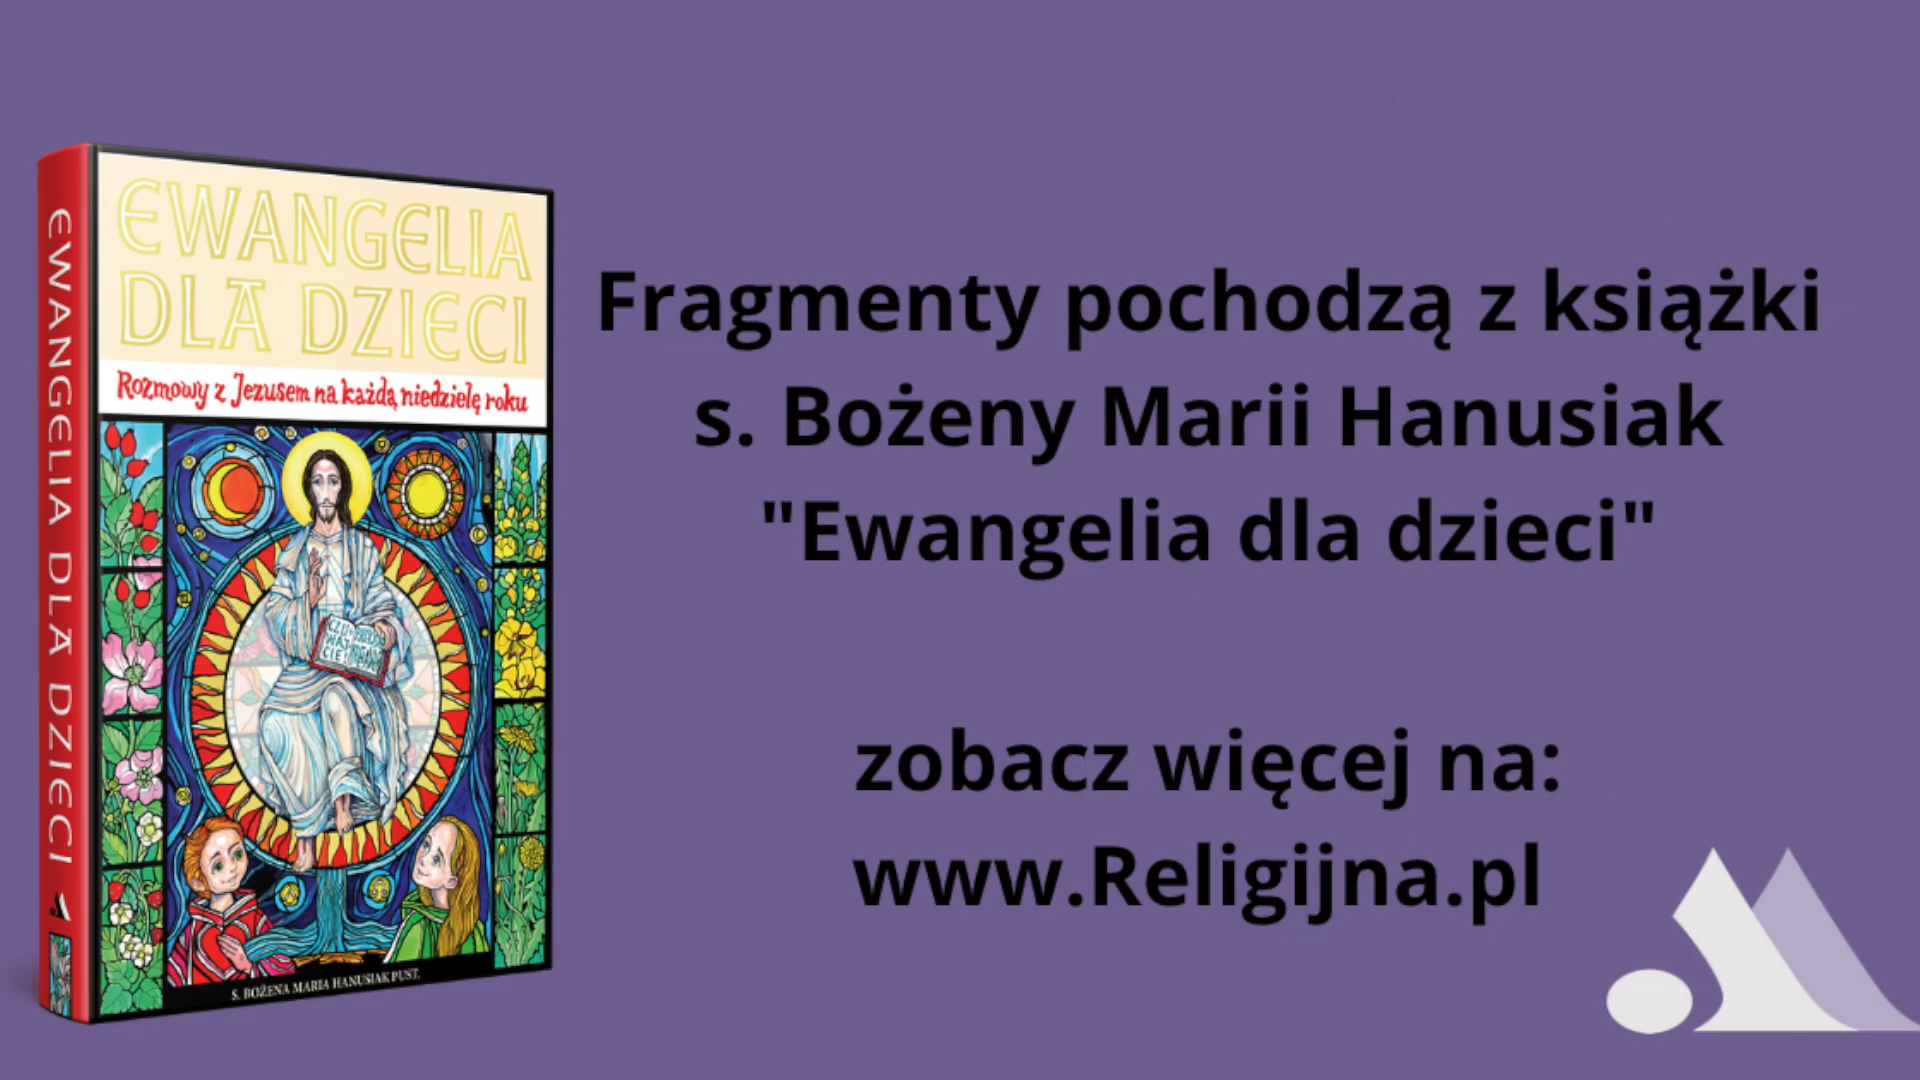 EWANGELIA DLA DZIECI
EWANGELIA
DLA DZIECI
Rozmowy z Jezusem na każdą niedzielę roku
S. BOŻENA MARIA HANUSIAK PUST.
Fragmenty pochodzą z książki
s. Bożeny Marii Hanusiak
"Ewangelia dla dzieci"
zobacz więcej na:
www.Religijna.pl